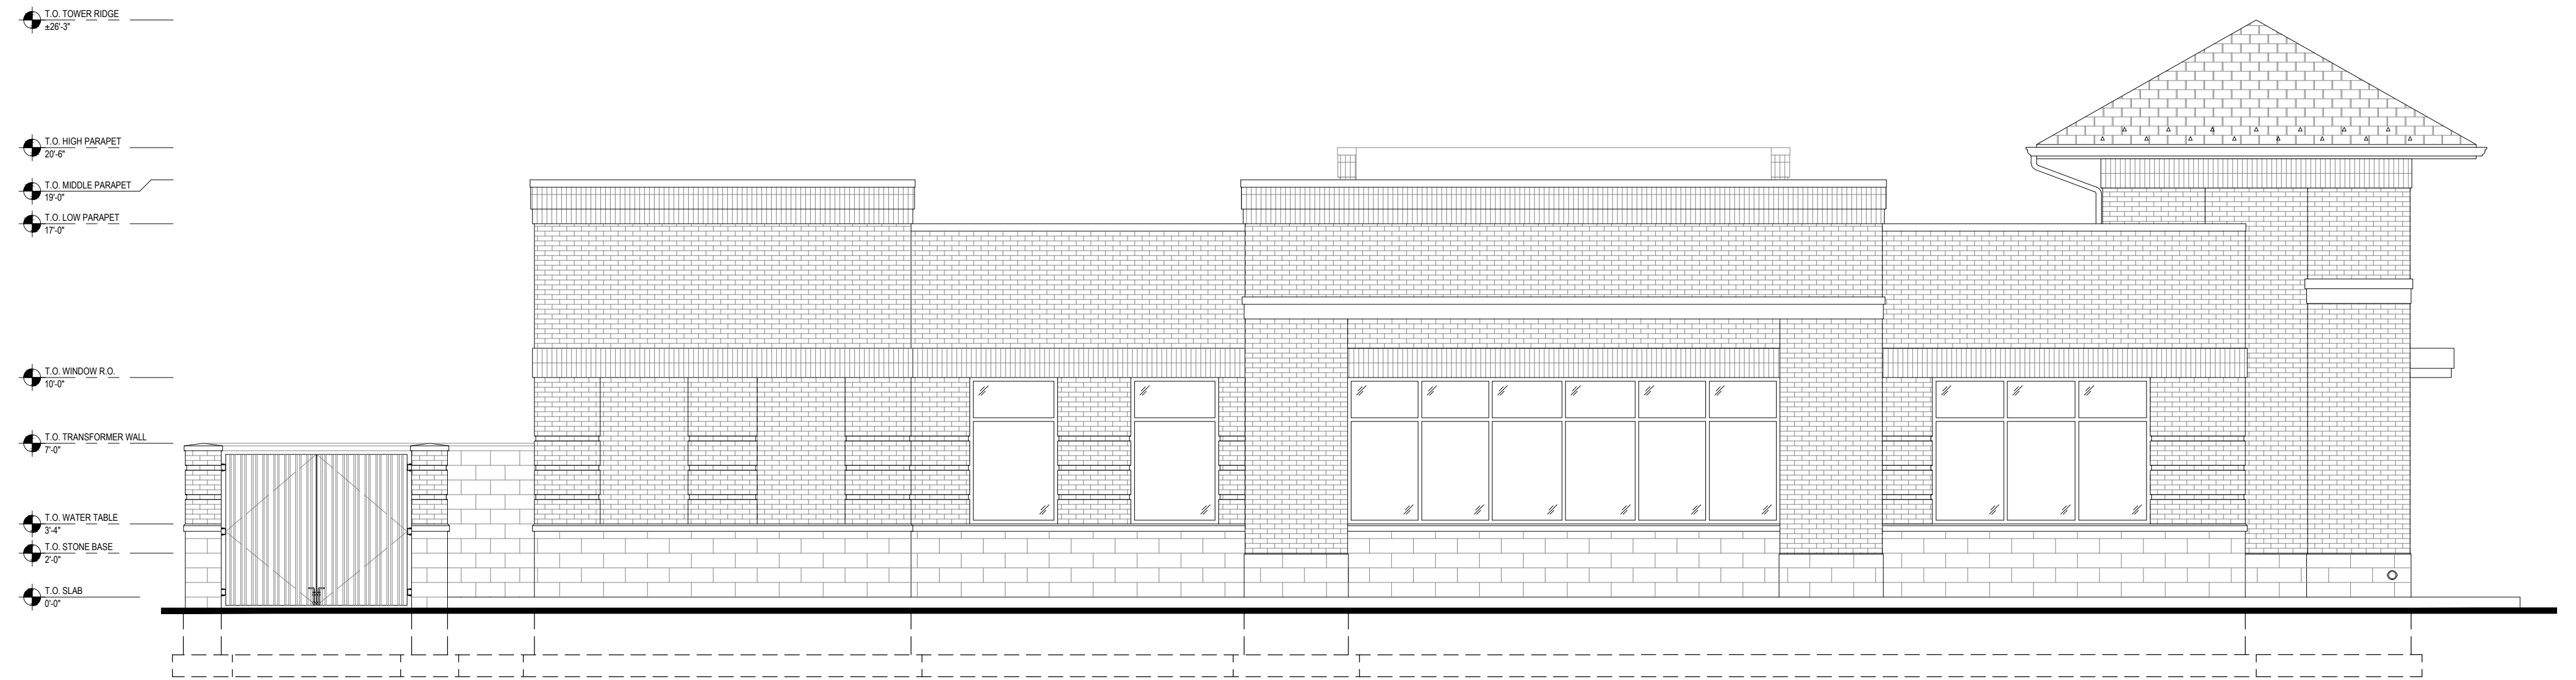 T.O. TOWER RIDGE
±26'-3"
T.O. HIGH PARAPET
20'-6"
T.O. MIDDLE PARAPET
19'-0"
T.O. LOW PARAPET
17'-0"
T.O. WINDOW R.O.
10'-0"
T.O. TRANSFORMER WALL
7'-0"
T.O. WATER TABLE
3'-4"
T.O. STONE BASE
2'-0"
T.O. SLAB
0'-0"